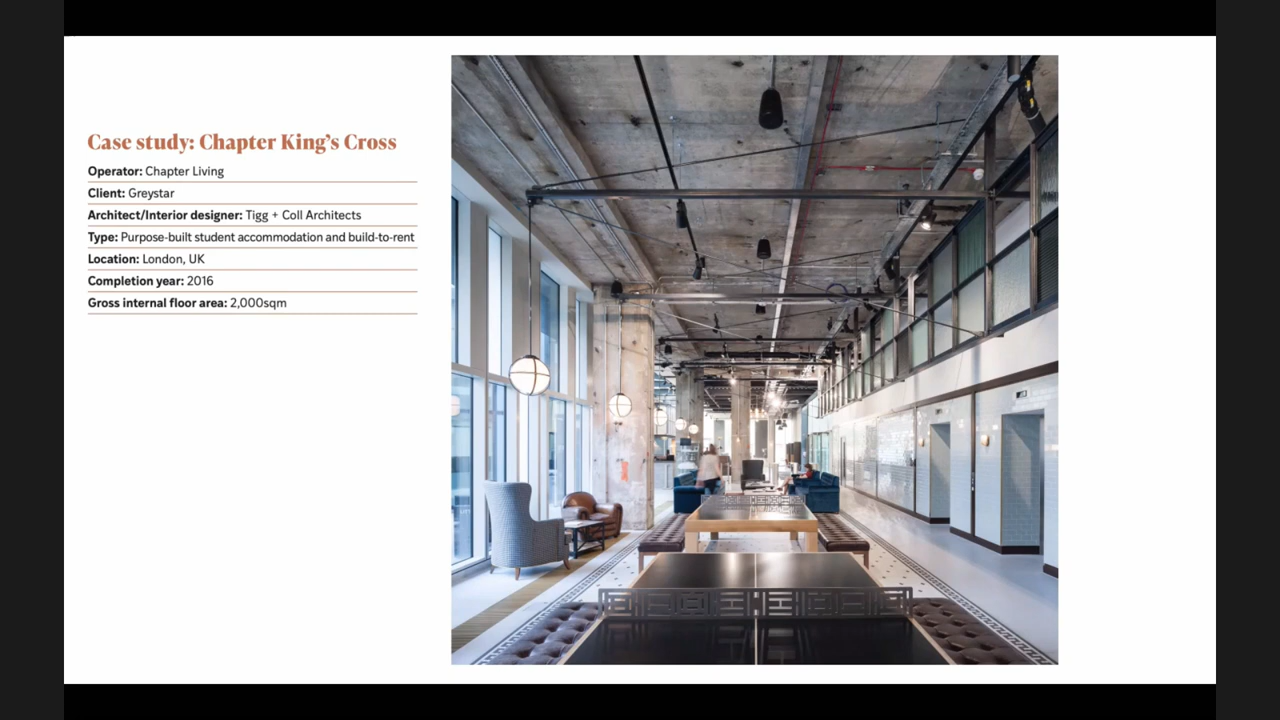 Case study: Chapter King’s Cross
Operator: Chapter Living
Client: Greystar
Architect/Interior designer: Tigg + Coll Architects
Type: Purpose-built student accommodation and build-to-rent
Location: London, UK
Completion year: 2016
Gross internal floor area: 2,000sqm